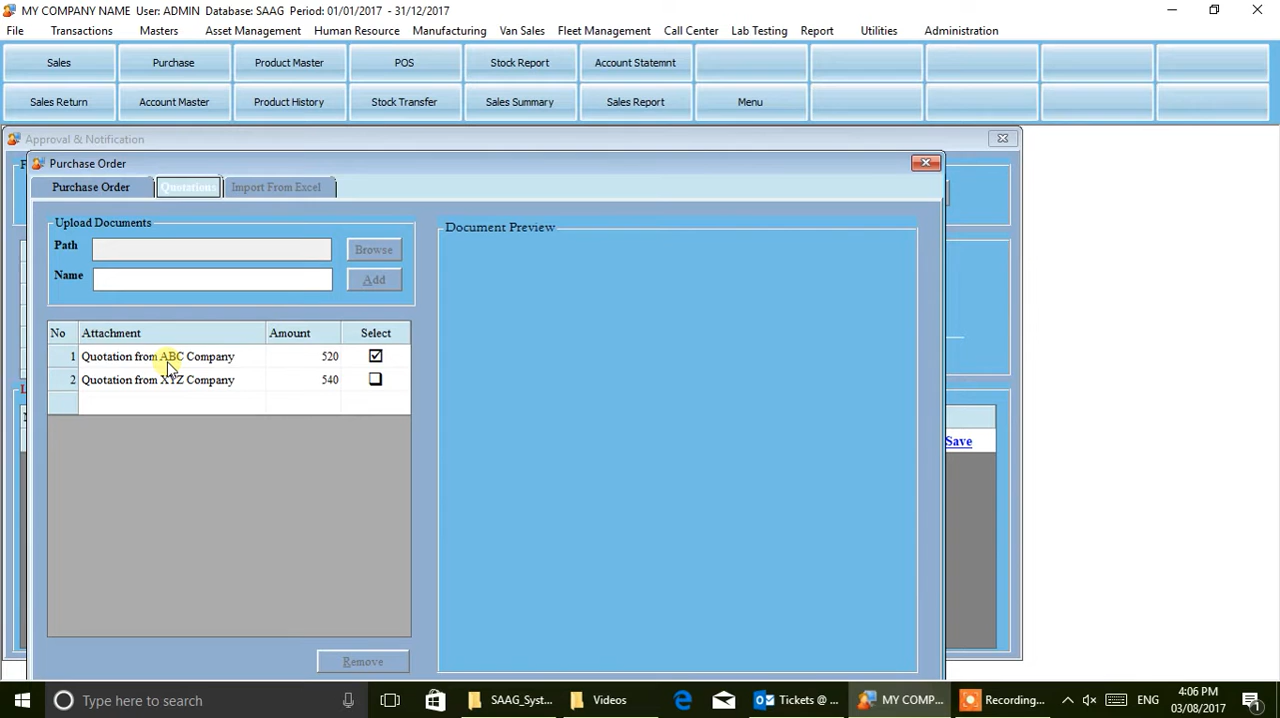 MY COMPANY NAME User: ADMIN Database: SAAG Period: 01/01/2017 - 31/12/2017
File Transactions Masters Asset Management Human Resource Manufacturing Van Sales Fleet Management Call Center Lab Testing Report Utilities Administration
Sales Purchase Product Master POS Stock Report Account Statemnt
Sales Return Account Master Product History Stock Transfer Sales Summary Sales Report Menu
Approval & Notification
Purchase Order
Purchase Order Quotations Import From Excel
Upload Documents
Path Browse
Name Add
Document Preview
No Attachment Amount Select
1 Quotation from ABC Company 520
2 Quotation from XYZ Company 540
Save
Remove
Type here to search
SAAG_Syst... Videos Tickets @ ... MY COMP... Recording... ENG
4:06 PM
03/08/2017